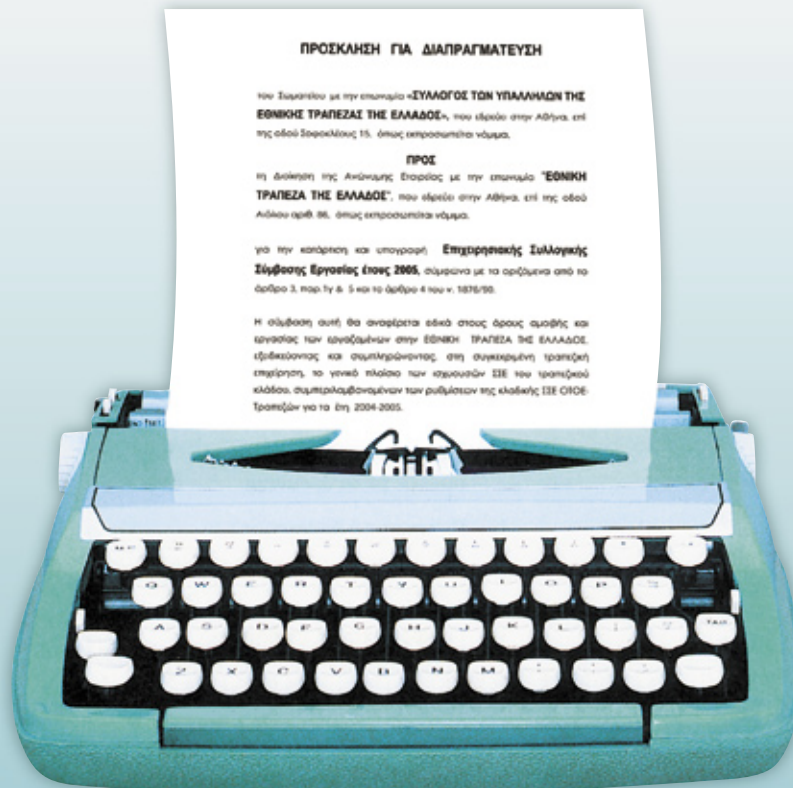 ΠΡΟΣΚΛΗΣΗ ΓΙΑ ΔΙΑΠΡΑΓΜΑΤΕΥΣΗ
του Σωματείου με την επωνυμία «ΣΥΛΛΟΓΟΣ ΤΩΝ ΥΠΑΛΛΗΛΩΝ ΤΗΣ
ΕΘΝΙΚΗΣ ΤΡΑΠΕΖΑΣ ΤΗΣ ΕΛΛΑΔΟΣ», που εδρεύει στην Αθήνα, επί
της οδού Σοφοκλέους 15, όπως εκπροσωπείται νόμιμα,
ΠΡΟΣ
τη Διοίκηση της Ανώνυμης Εταιρείας με την επωνυμία "ΕΘΝΙΚΗ
ΤΡΑΠΕΖΑ ΤΗΣ ΕΛΛΑΔΟΣ", που εδρεύει στην Αθήνα, επί της οδού
Αιόλου αριθ. 86, όπως εκπροσωπείται νόμιμα,
για την κατάρτιση και υπογραφή Επιχειρησιακής Συλλογικής
Σύμβασης Εργασίας έτους 2005, σύμφωνα με τα οριζόμενα από το
άρθρο 3, παρ.1γ & 5 και το άρθρο 4 του ν. 1876/90.
Η σύμβαση αυτή θα αναφέρεται ειδικά στους όρους αμοιβής και
εργασίας των εργαζομένων στην ΕΘΝΙΚΗ ΤΡΑΠΕΖΑ ΤΗΣ ΕΛΛΑΔΟΣ,
εξειδικεύοντας και συμπληρώνοντας, στη συγκεκριμένη τραπεζική
επιχείρηση, το γενικό πλαίσιο των ισχυουσών ΣΣΕ του τραπεζικού
κλάδου, συμπεριλαμβανομένων των ρυθμίσεων της κλαδικής ΣΣΕ ΟΤΟΕ-
Τραπεζών για τα έτη 2004-2005.
Q W E R T Y U I O P
A S D F G H J K L
Z X C V B N M